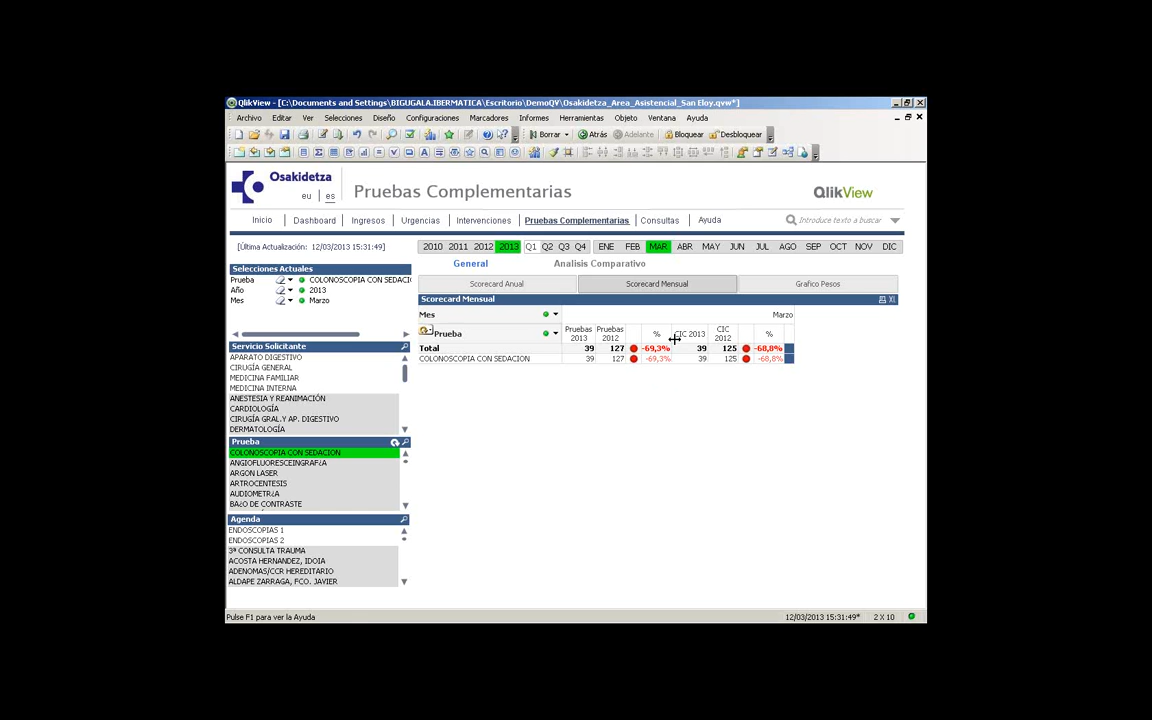 QlikView - [C:\Documents and Settings\BIGUGALA.IBERMATICA\Escritorio\DemoQV\Osakidetza_Area_Asistencial_San Eloy.qvw*]
Archivo Editar Ver Selecciones Diseño Configuraciones Marcadores Informes Herramientas Objeto Ventana Ayuda
Borrar Atrás Adelante Bloquear Desbloquear
Osakidetza
eu es
Pruebas Complementarias
QlikView
Inicio Dashboard Ingresos Urgencias Intervenciones Pruebas Complementarias Consultas Ayuda
Introduce texto a buscar
[Última Actualización: 12/03/2013 15:31:49]
2010 2011 2012 2013 Q1 Q2 Q3 Q4 ENE FEB MAR ABR MAY JUN JUL AGO SEP OCT NOV DIC
General Analisis Comparativo
Selecciones Actuales
Prueba COLONOSCOPIA CON SEDACI
Año 2013
Mes Marzo
Scorecard Anual Scorecard Mensual Grafico Pesos
Scorecard Mensual XL
Mes Marzo
Prueba Pruebas 2013 Pruebas 2012 % CIC 2013 CIC 2012 %
Total 39 127 -69,3% 39 125 -68,8%
COLONOSCOPIA CON SEDACION 39 127 -69,3% 39 125 -68,8%
Servicio Solicitante
APARATO DIGESTIVO
CIRUGÍA GENERAL
MEDICINA FAMILIAR
MEDICINA INTERNA
ANESTESIA Y REANIMACIÓN
CARDIOLOGÍA
CIRUGÍA GRAL.Y AP. DIGESTIVO
DERMATOLOGÍA
Prueba
COLONOSCOPIA CON SEDACION
ANGIOFLUORESCEINGRAF¿A
ARGON LASER
ARTROCENTESIS
AUDIOMETR¿A
BA¿O DE CONTRASTE
Agenda
ENDOSCOPIAS 1
ENDOSCOPIAS 2
3ª CONSULTA TRAUMA
ACOSTA HERNANDEZ, IDOIA
ADENOMAS/CCR HEREDITARIO
ALDAPE ZARRAGA, FCO. JAVIER
Pulse F1 para ver la Ayuda
12/03/2013 15:31:49* 2 X 10